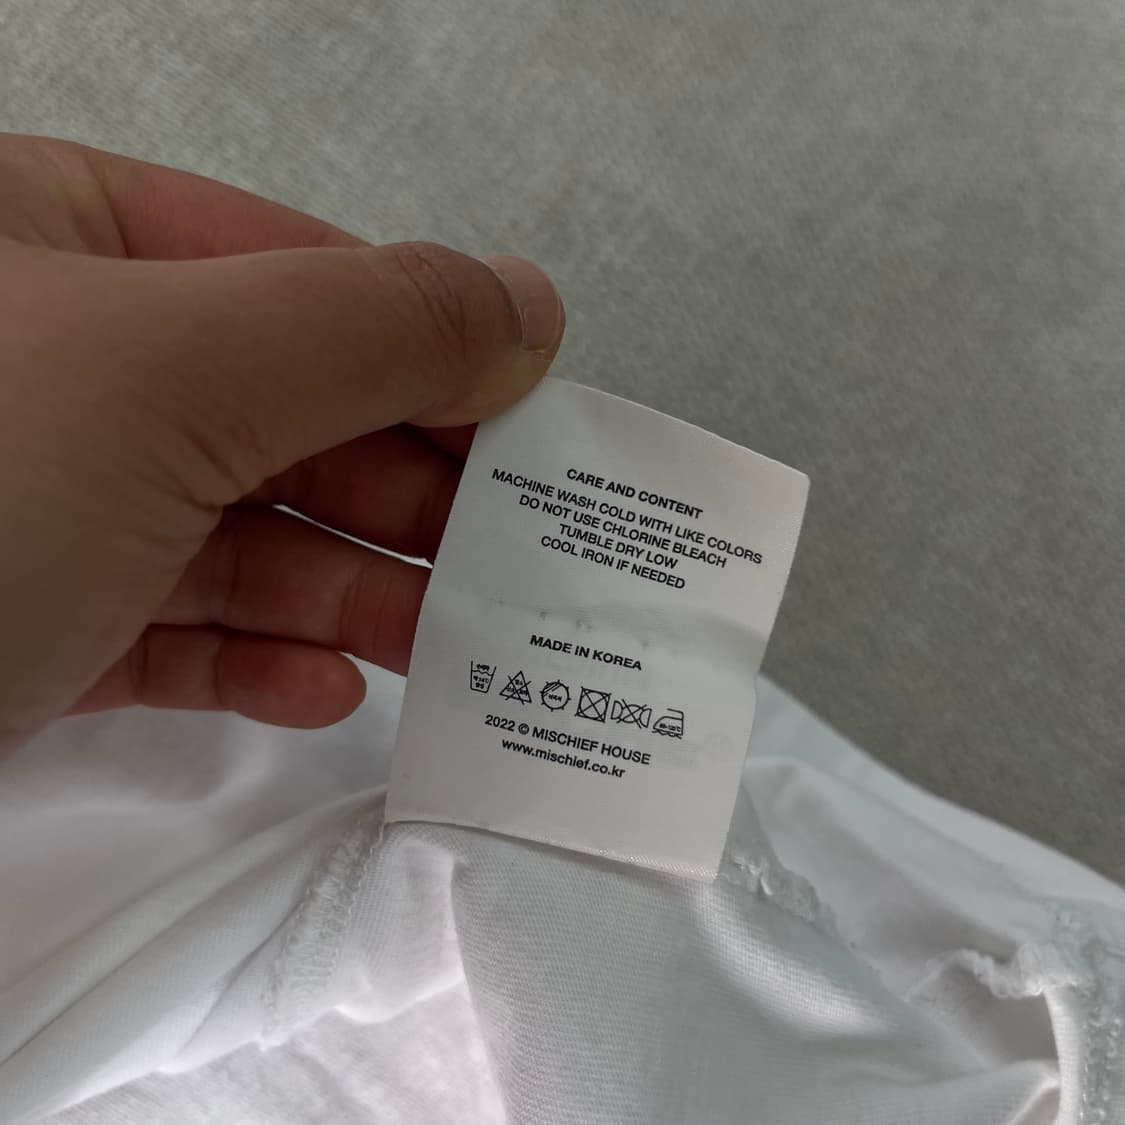 CARE AND CONTENT
MACHINE WASH COLD WITH LIKE COLORS
DO NOT USE CHLORINE BLEACH
TUMBLE DRY LOW
COOL IRON IF NEEDED
MADE IN KOREA
2022 © MISCHIEF HOUSE
www.mischief.co.kr